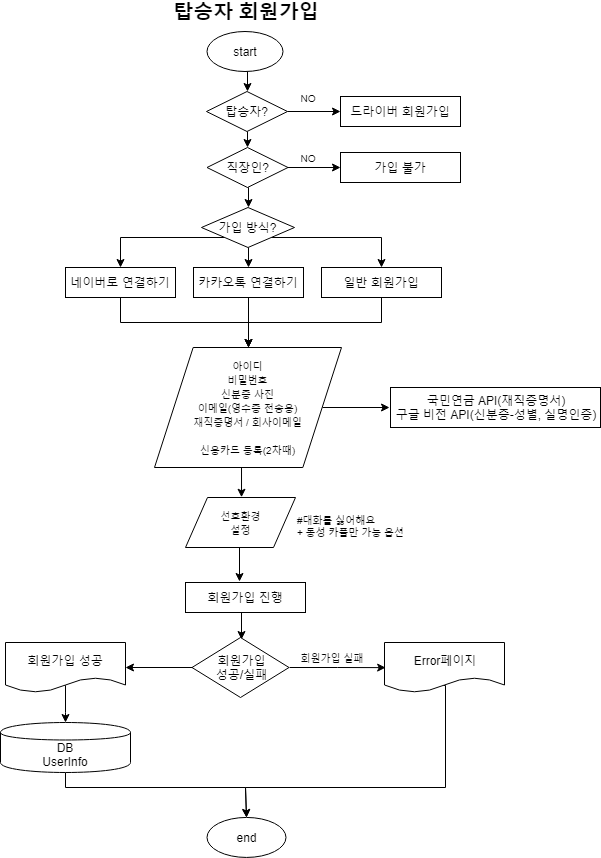 탑승자 회원가입
start
탑승자?
NO
드라이버 회원가입
직장인?
NO
가입 불가
가입 방식?
네이버로 연결하기
카카오톡 연결하기
일반 회원가입
아이디
비밀번호
신분증 사진
이메일(영수증 전송용)
재직증명서 / 회사이메일
신용카드 등록(2차때)
국민연금 API(재직증명서)
구글 비전 API(신분증-성별, 실명인증)
선호환경
설정
#대화를 싫어해요
+ 동성 카풀만 가능 옵션
회원가입 진행
회원가입 성공
회원가입
성공/실패
회원가입 실패
Error페이지
DB
UserInfo
end